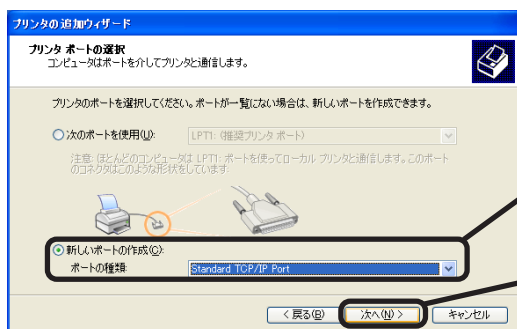 プリンタの追加ウィザード
プリンタ ポートの選択
コンピュータはポートを介してプリンタと通信します。
プリンタのポートを選択してください。ポートが一覧にない場合は、新しいポートを作成できます。
次のポートを使用(U):
LPT1: (推奨プリンタ ポート)
注意: ほとんどのコンピュータは LPT1: ポートを使ってローカル プリンタと通信します。このポート
のコネクタはこのような形状をしています:
新しいポートの作成(C):
ポートの種類:
Standard TCP/IP Port
< 戻る(B)
次へ(N) >
キャンセル